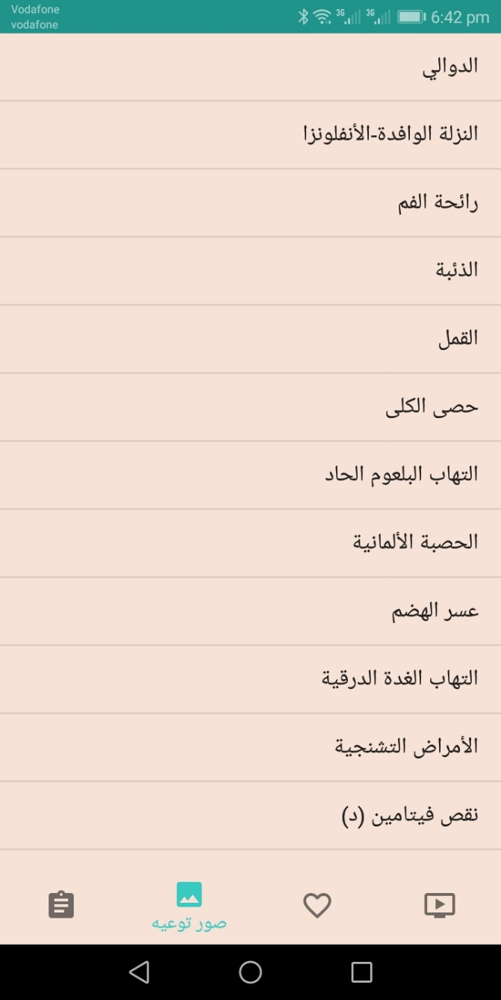 Vodafone
vodafone
3G 3G 6:42 pm
الدوالي
النزلة الوافدة-الأنفلونزا
رائحة الفم
الذئبة
القمل
حصى الكلى
التهاب البلعوم الحاد
الحصبة الألمانية
عسر الهضم
التهاب الغدة الدرقية
الأمراض التشنجية
نقص فيتامين (د)
صور توعيه